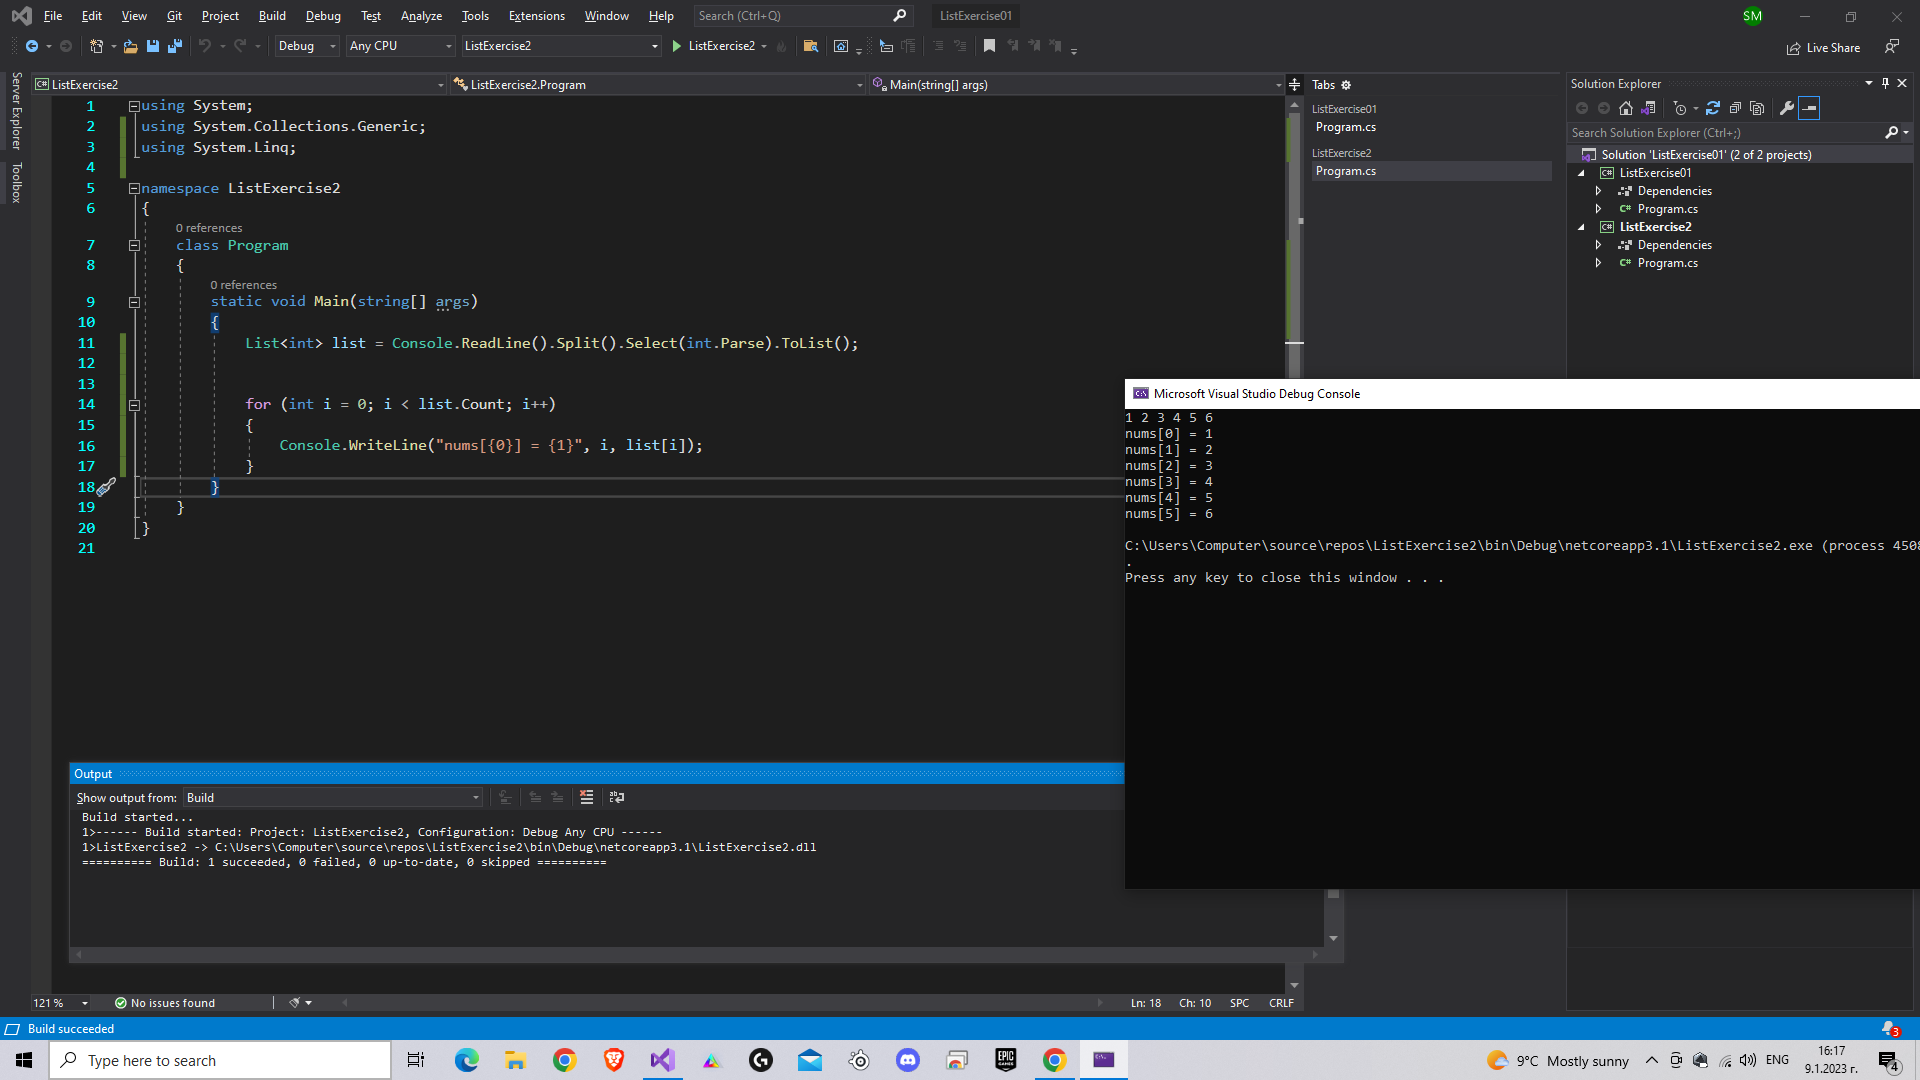 File Edit View Git Project Build Debug Test Analyze Tools Extensions Window Help Search (Ctrl+Q) ListExercise01 SM
Debug Any CPU ListExercise2 ListExercise2 Live Share
Server Explorer
Toolbox
ListExercise2 ListExercise2.Program Main(string[] args)
1 using System;
2 using System.Collections.Generic;
3 using System.Linq;
4
5 namespace ListExercise2
6 {
0 references
7 class Program
8 {
0 references
9 static void Main(string[] args)
10 {
11 List<int> list = Console.ReadLine().Split().Select(int.Parse).ToList();
12
13
14 for (int i = 0; i < list.Count; i++)
15 {
16 Console.WriteLine("nums[{0}] = {1}", i, list[i]);
17 }
18 }
19 }
20 }
21
Tabs
ListExercise01
Program.cs
ListExercise2
Program.cs
Solution Explorer
Search Solution Explorer (Ctrl+;)
Solution 'ListExercise01' (2 of 2 projects)
ListExercise01
Dependencies
Program.cs
ListExercise2
Dependencies
Program.cs
Microsoft Visual Studio Debug Console
1 2 3 4 5 6
nums[0] = 1
nums[1] = 2
nums[2] = 3
nums[3] = 4
nums[4] = 5
nums[5] = 6
C:\Users\Computer\source\repos\ListExercise2\bin\Debug\netcoreapp3.1\ListExercise2.exe (process 4508
.
Press any key to close this window . . .
Output
Show output from: Build
Build started...
1>------ Build started: Project: ListExercise2, Configuration: Debug Any CPU ------
1>ListExercise2 -> C:\Users\Computer\source\repos\ListExercise2\bin\Debug\netcoreapp3.1\ListExercise2.dll
========== Build: 1 succeeded, 0 failed, 0 up-to-date, 0 skipped ==========
121 % No issues found Ln: 18 Ch: 10 SPC CRLF
Build succeeded 3
Type here to search EPIC GAMES 9°C Mostly sunny ENG 16:17
9.1.2023 г. 4